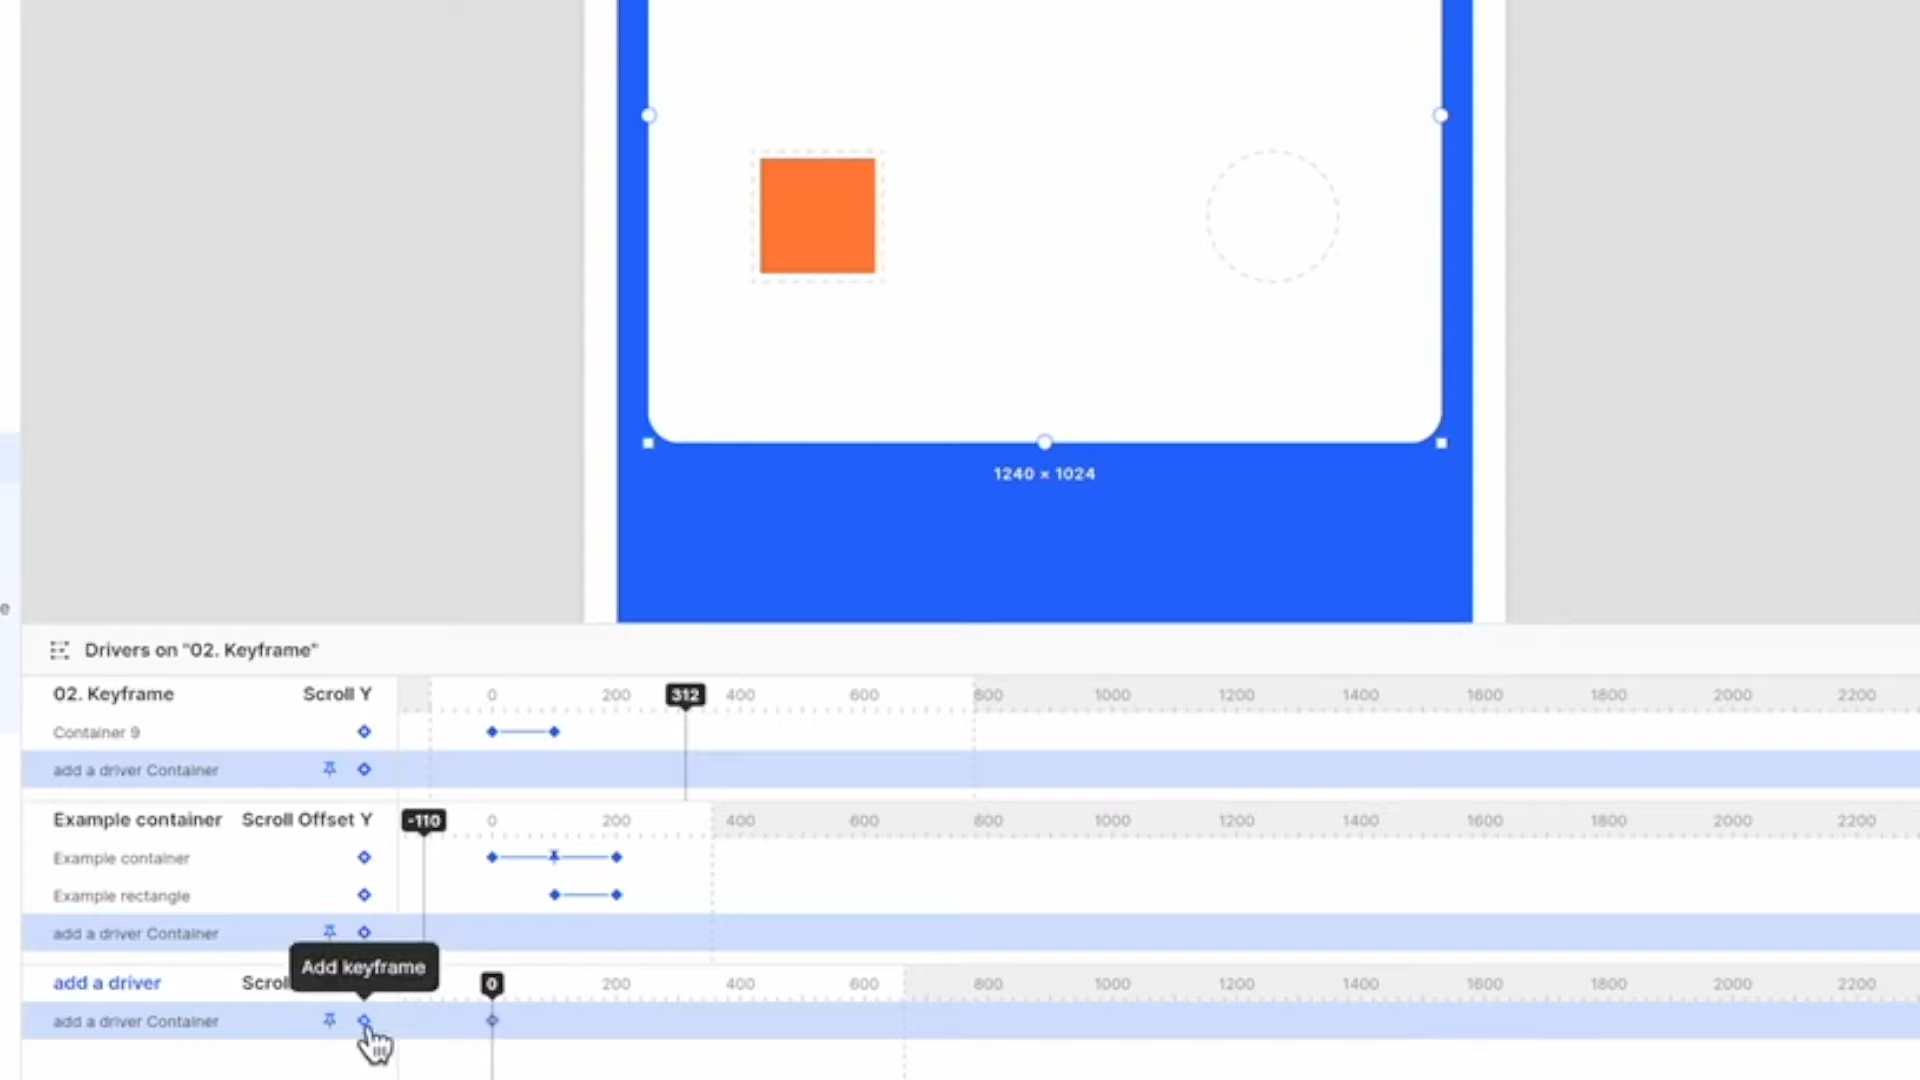 1240 × 1024
e
Drivers on "02. Keyframe"
02. Keyframe Scroll Y 0 200 312 400 600 800 1000 1200 1400 1600 1800 2000 2200
Container 9
add a driver Container
Example container Scroll Offset Y -110 0 200 400 600 800 1000 1200 1400 1600 1800 2000 2200
Example container
Example rectangle
add a driver Container
Add keyframe
add a driver 0 200 400 600 800 1000 1200 1400 1600 1800 2000 2200
add a driver Container